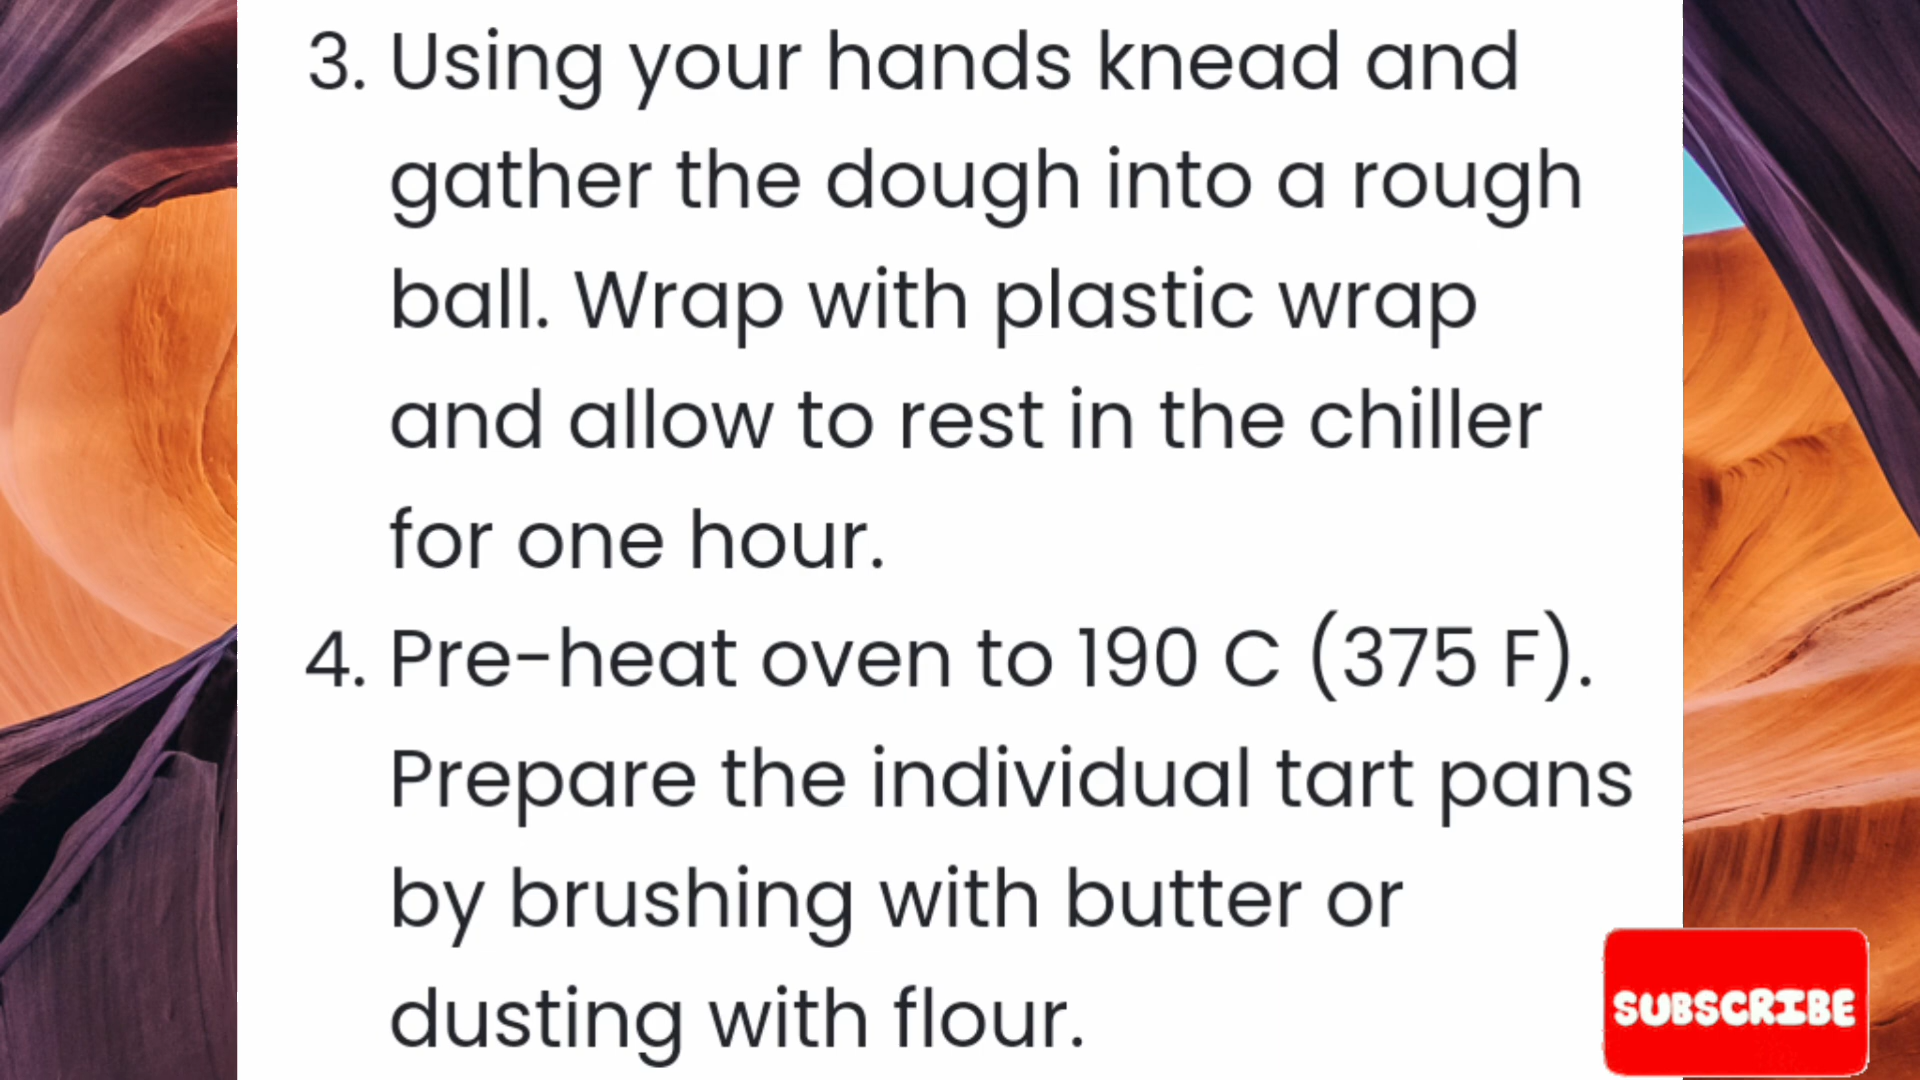 3. Using your hands knead and
gather the dough into a rough
ball. Wrap with plastic wrap
and allow to rest in the chiller
for one hour.
4. Pre-heat oven to 190 C (375 F).
Prepare the individual tart pans
by brushing with butter or
dusting with flour.
SUBSCRIBE